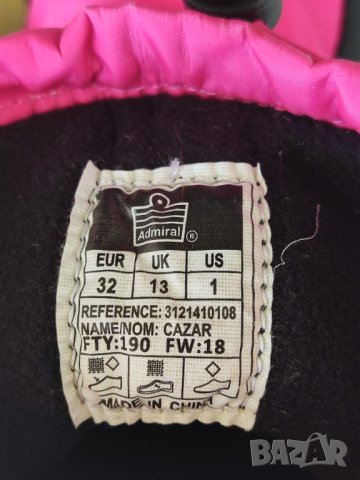 Admiral ®
EUR UK US
32 13 1
REFERENCE: 3121410108
NAME/NOM: CAZAR
FTY:190 FW:18
MADE IN CHINA
BAZAR